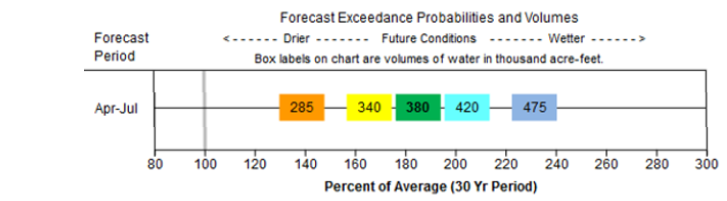 Forecast Exceedance Probabilities and Volumes
Forecast Period
<------ Drier ------- Future Conditions ------- Wetter ------>
Box labels on chart are volumes of water in thousand acre-feet.
Apr-Jul
285 340 380 420 475
80 100 120 140 160 180 200 220 240 260 280 300
Percent of Average (30 Yr Period)